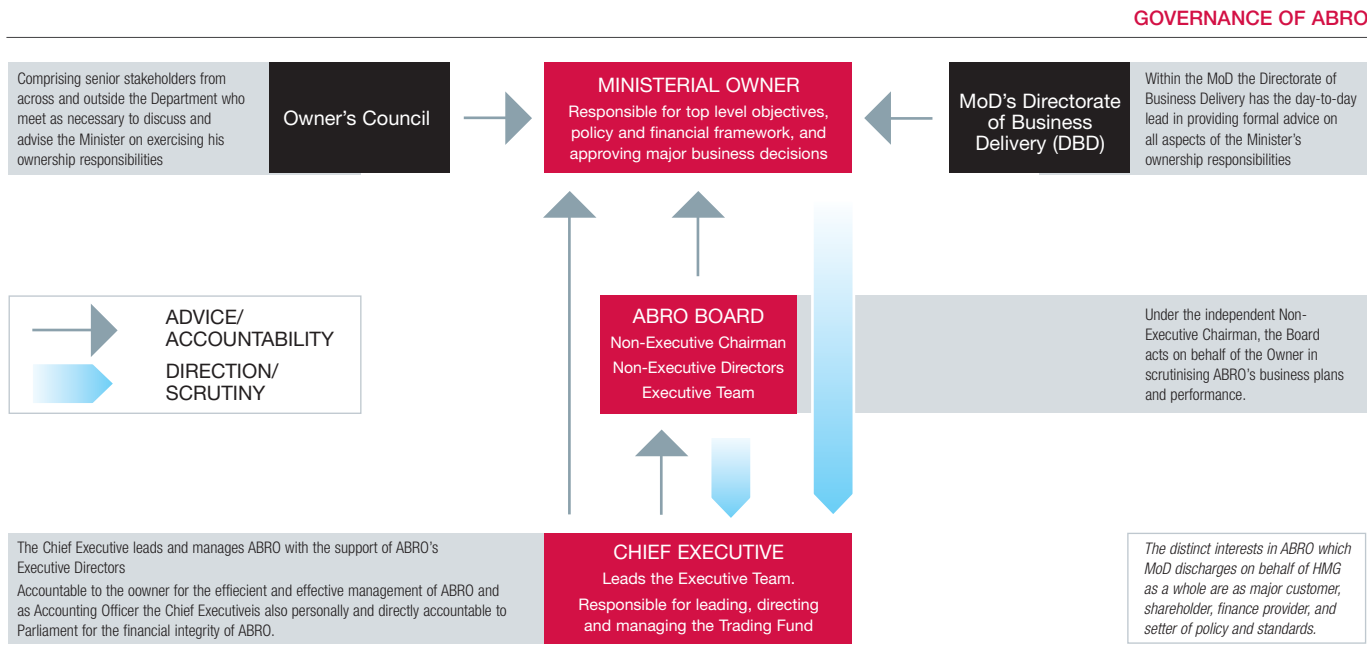 GOVERNANCE OF ABRO
Comprising senior stakeholders from
across and outside the Department who
meet as necessary to discuss and
advise the Minister on exercising his
ownership responsibilities
Owner's Council
MINISTERIAL OWNER
Responsible for top level objectives,
policy and financial framework, and
approving major business decisions
MoD's Directorate
of Business
Delivery (DBD)
Within the MoD the Directorate of
Business Delivery has the day-to-day
lead in providing formal advice on
all aspects of the Minister's
ownership responsibilities
ADVICE/
ACCOUNTABILITY
DIRECTION/
SCRUTINY
ABRO BOARD
Non-Executive Chairman
Non-Executive Directors
Executive Team
Under the independent Non-
Executive Chairman, the Board
acts on behalf of the Owner in
scrutinising ABRO's business plans
and performance.
The Chief Executive leads and manages ABRO with the support of ABRO's
Executive Directors
Accountable to the oowner for the effiecient and effective management of ABRO and
as Accounting Officer the Chief Executiveis also personally and directly accountable to
Parliament for the financial integrity of ABRO.
CHIEF EXECUTIVE
Leads the Executive Team.
Responsible for leading, directing
and managing the Trading Fund
The distinct interests in ABRO which
MoD discharges on behalf of HMG
as a whole are as major customer,
shareholder, finance provider, and
setter of policy and standards.